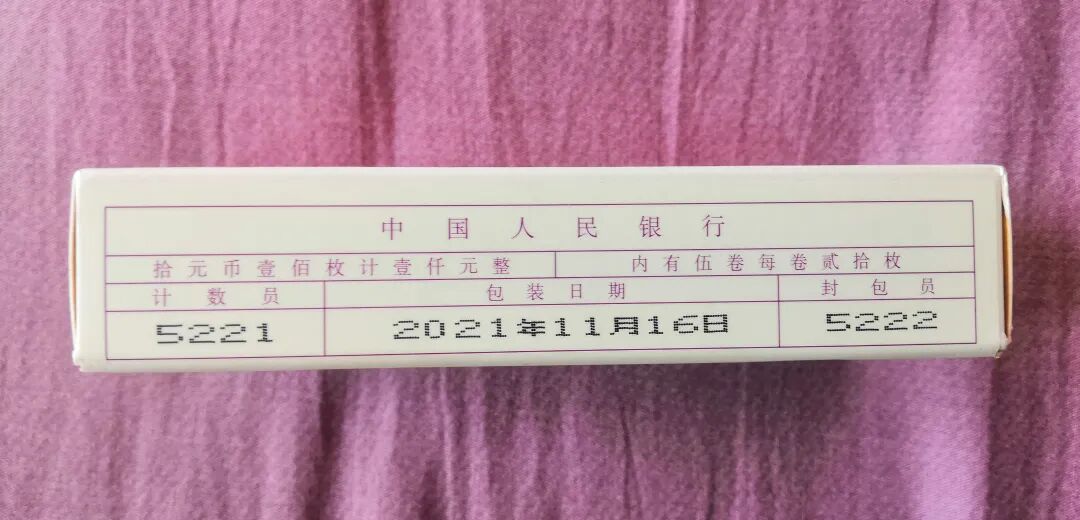 中国人民银行
拾元币壹佰枚计壹仟元整 内有伍卷每卷贰拾枚
计数员 包装日期 封包员
5221 2021年11月16日 5222